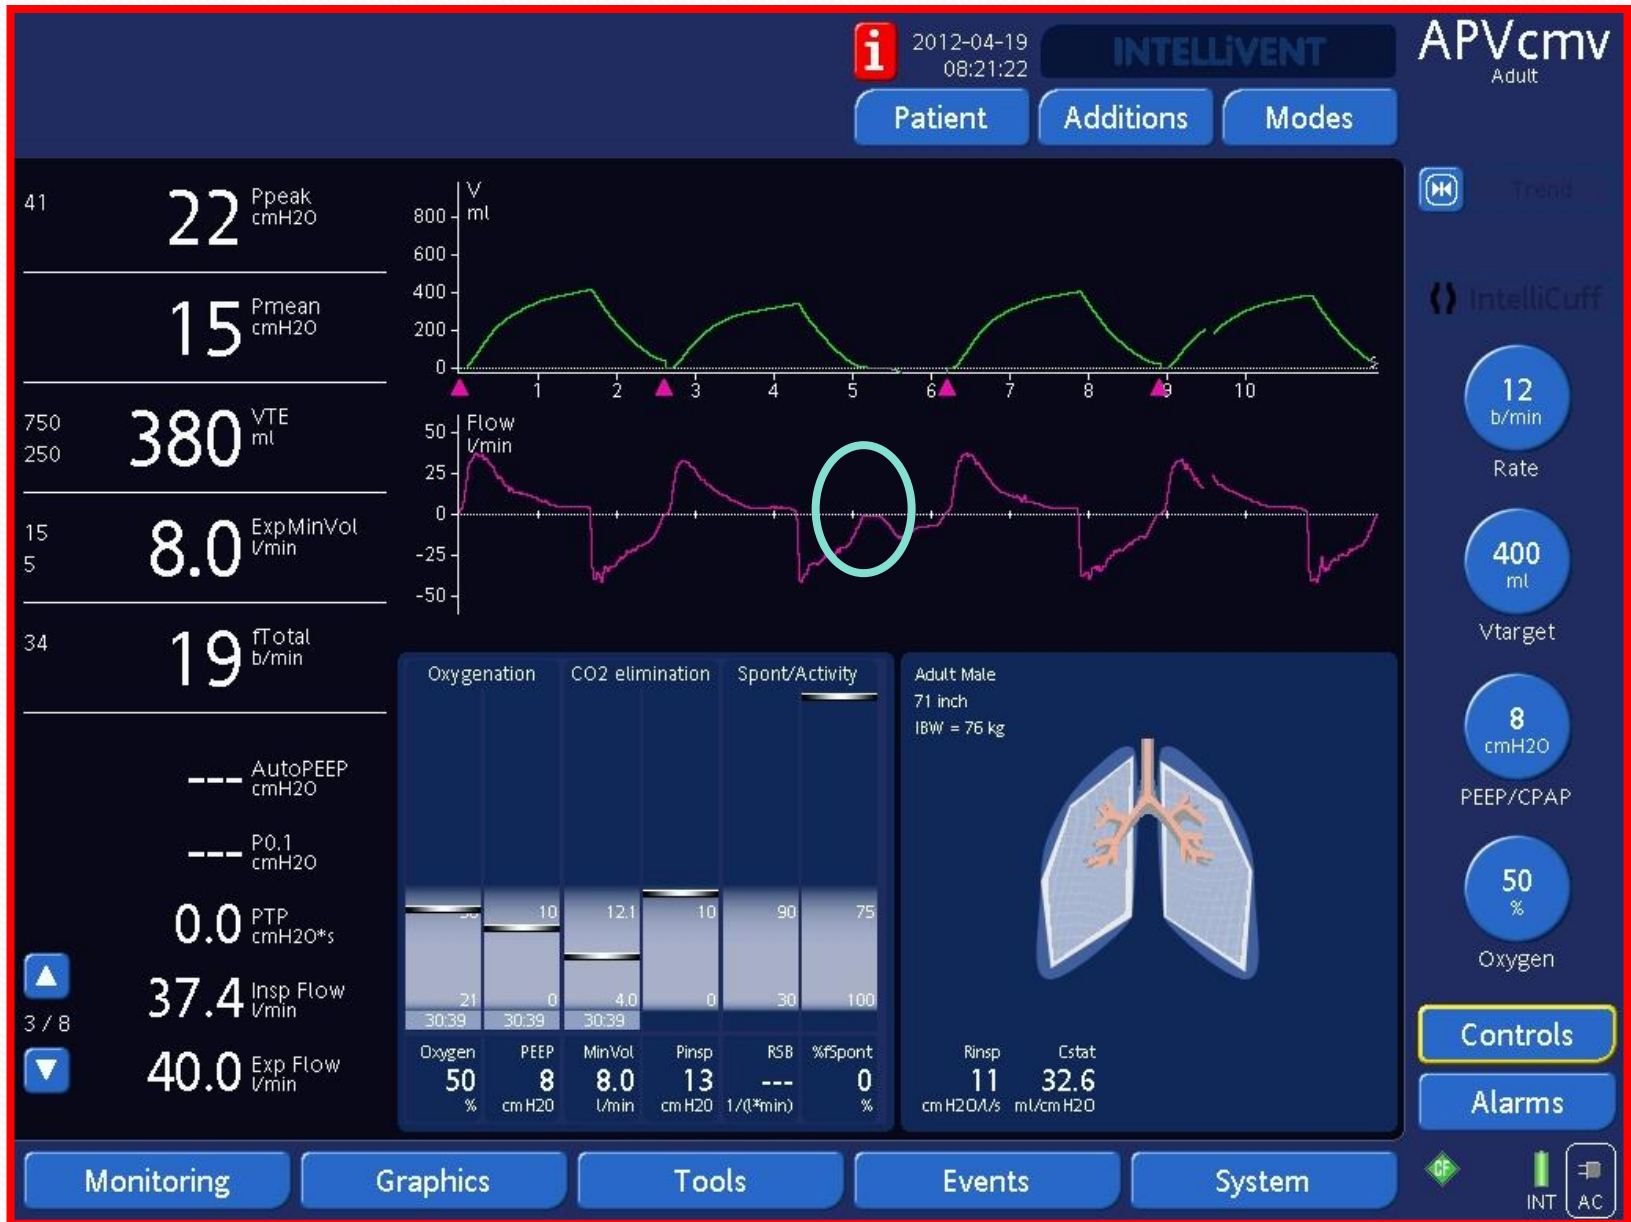 2012-04-19
08:21:22
INTELLiVENT
APVcmv
Adult
Patient
Additions
Modes
41
22
Ppeak
cmH2O
15
Pmean
cmH2O
750
250
380
VTE
ml
15
5
8.0
ExpMinVol
l/min
34
19
fTotal
b/min
---
AutoPEEP
cmH2O
---
P0.1
cmH2O
0.0
PTP
cmH2O*s
37.4
Insp Flow
l/min
3 / 8
40.0
Exp Flow
l/min
V
ml
800
600
400
200
0
1 2 3 4 5 6 7 8 9 10
Flow
l/min
50
25
0
-25
-50
Oxygenation CO2 elimination Spont/Activity
10 12.1 10 90 75
21 0 4.0 0 30 100
30:39 30:39 30:39
Oxygen PEEP MinVol Pinsp RSB %fSpont
50 8 8.0 13 --- 0
% cmH2O l/min cmH2O 1/(l*min) %
Adult Male
71 inch
IBW = 76 kg
Rinsp Cstat
11 32.6
cmH2O/l/s ml/cmH2O
Trend
IntelliCuff
12
b/min
Rate
400
ml
Vtarget
8
cmH2O
PEEP/CPAP
50
%
Oxygen
Controls
Alarms
Monitoring
Graphics
Tools
Events
System
CF
INT
AC